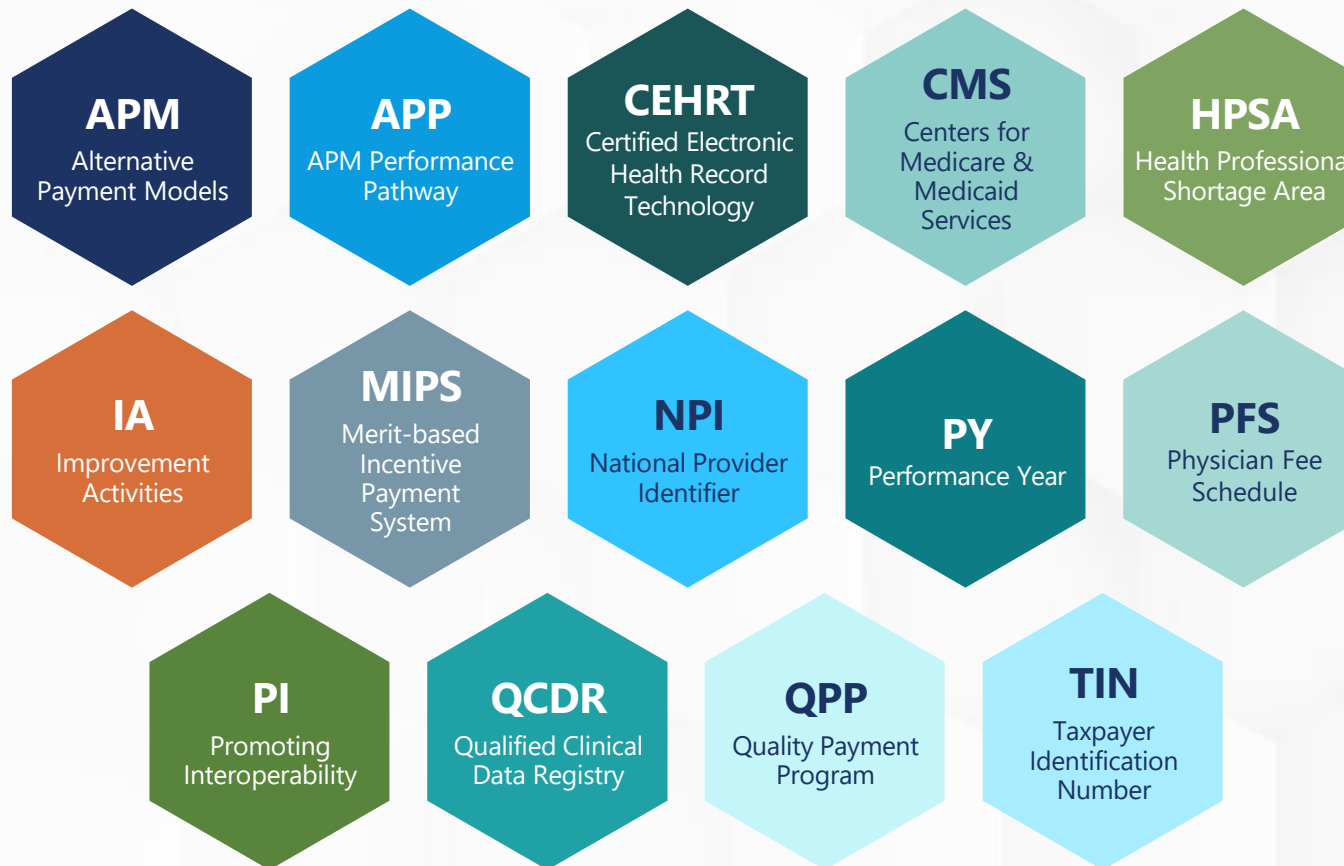 APM
Alternative
Payment Models
APP
APM Performance
Pathway
CEHRT
Certified Electronic
Health Record
Technology
CMS
Centers for
Medicare &
Medicaid
Services
HPSA
Health Professional
Shortage Area
IA
Improvement
Activities
MIPS
Merit-based
Incentive
Payment
System
NPI
National Provider
Identifier
PY
Performance Year
PFS
Physician Fee
Schedule
PI
Promoting
Interoperability
QCDR
Qualified Clinical
Data Registry
QPP
Quality Payment
Program
TIN
Taxpayer
Identification
Number